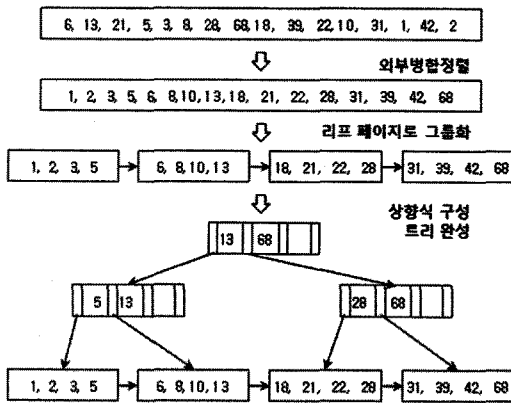 6, 13, 21, 5, 3, 8, 28, 68, 18, 39, 22, 10, 31, 1, 42, 2
외부병합정렬
1, 2, 3, 5, 6, 8, 10, 13, 18, 21, 22, 28, 31, 39, 42, 68
리프 페이지로 그룹화
1, 2, 3, 5
6, 8, 10, 13
18, 21, 22, 28
31, 39, 42, 68
상향식 구성
트리 완성
13 68
5 13
28 68
1, 2, 3, 5
6, 8, 10, 13
18, 21, 22, 28
31, 39, 42, 68